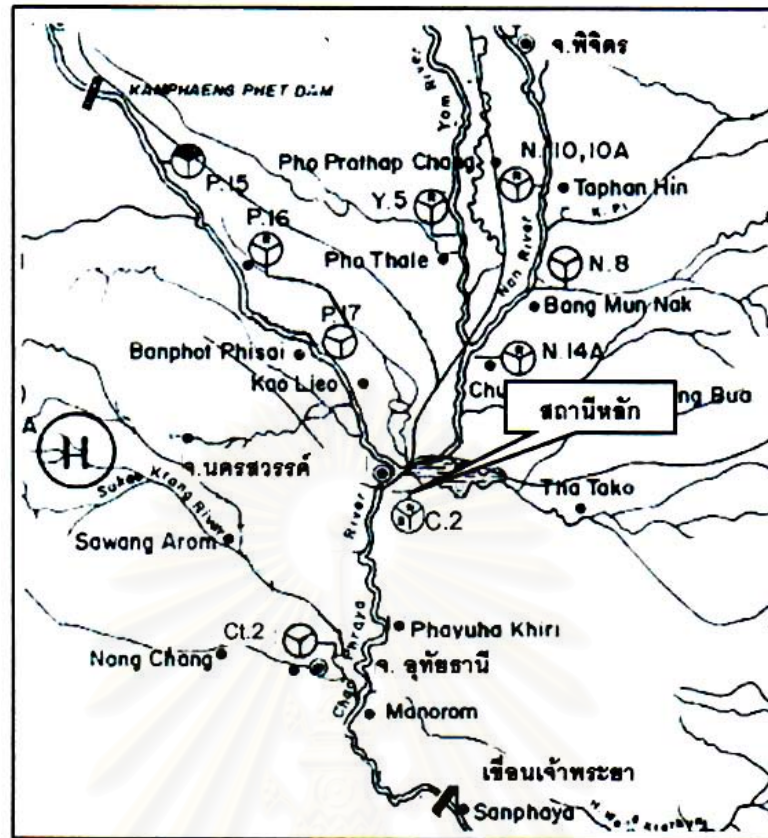 จ.พิจิตร
KAMPHAENG PHET DAM
Yom River
N.10,10A
Pho Prathap Chang
P.15
Taphan Hin
Y.5
P.16
Nan River
Pho Thale
N.8
Bang Mun Nak
P.17
Banphot Phisai
N.14A
Kao Lieo
Chu
ng Bua
สถานีหลัก
A
H
จ.นครสวรรค์
Tha Tako
C.2
River
Sawang Arom
Phraya
Ct.2
Phayuha Khiri
Nong Chang
จ. อุทัยธานี
Chao
Manorom
เขื่อนเจ้าพระยา
Sanphaya